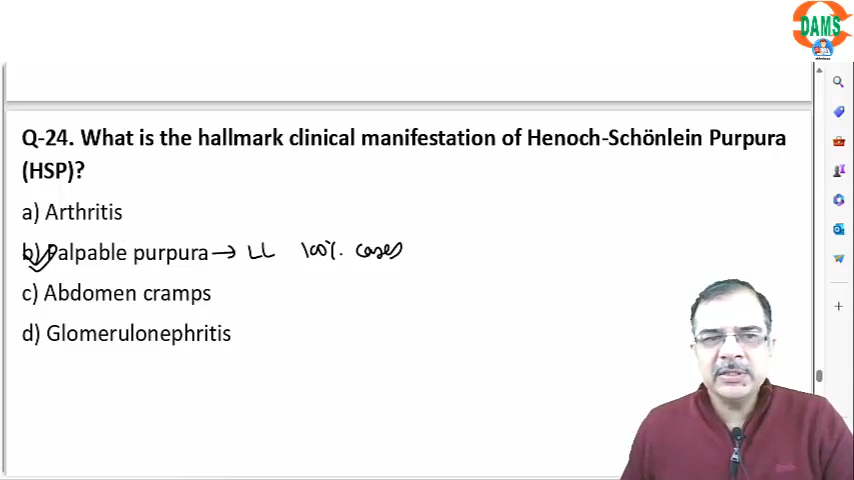 DAMS
Q-24. What is the hallmark clinical manifestation of Henoch-Schönlein Purpura
(HSP)?
a) Arthritis
b) Palpable purpura → LL 100%. cases
c) Abdomen cramps
d) Glomerulonephritis